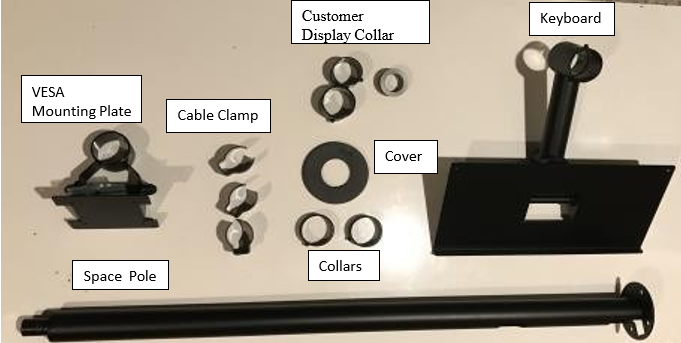 Customer
Display Collar
Keyboard
VESA
Mounting Plate
Cable Clamp
Cover
Collars
Space Pole